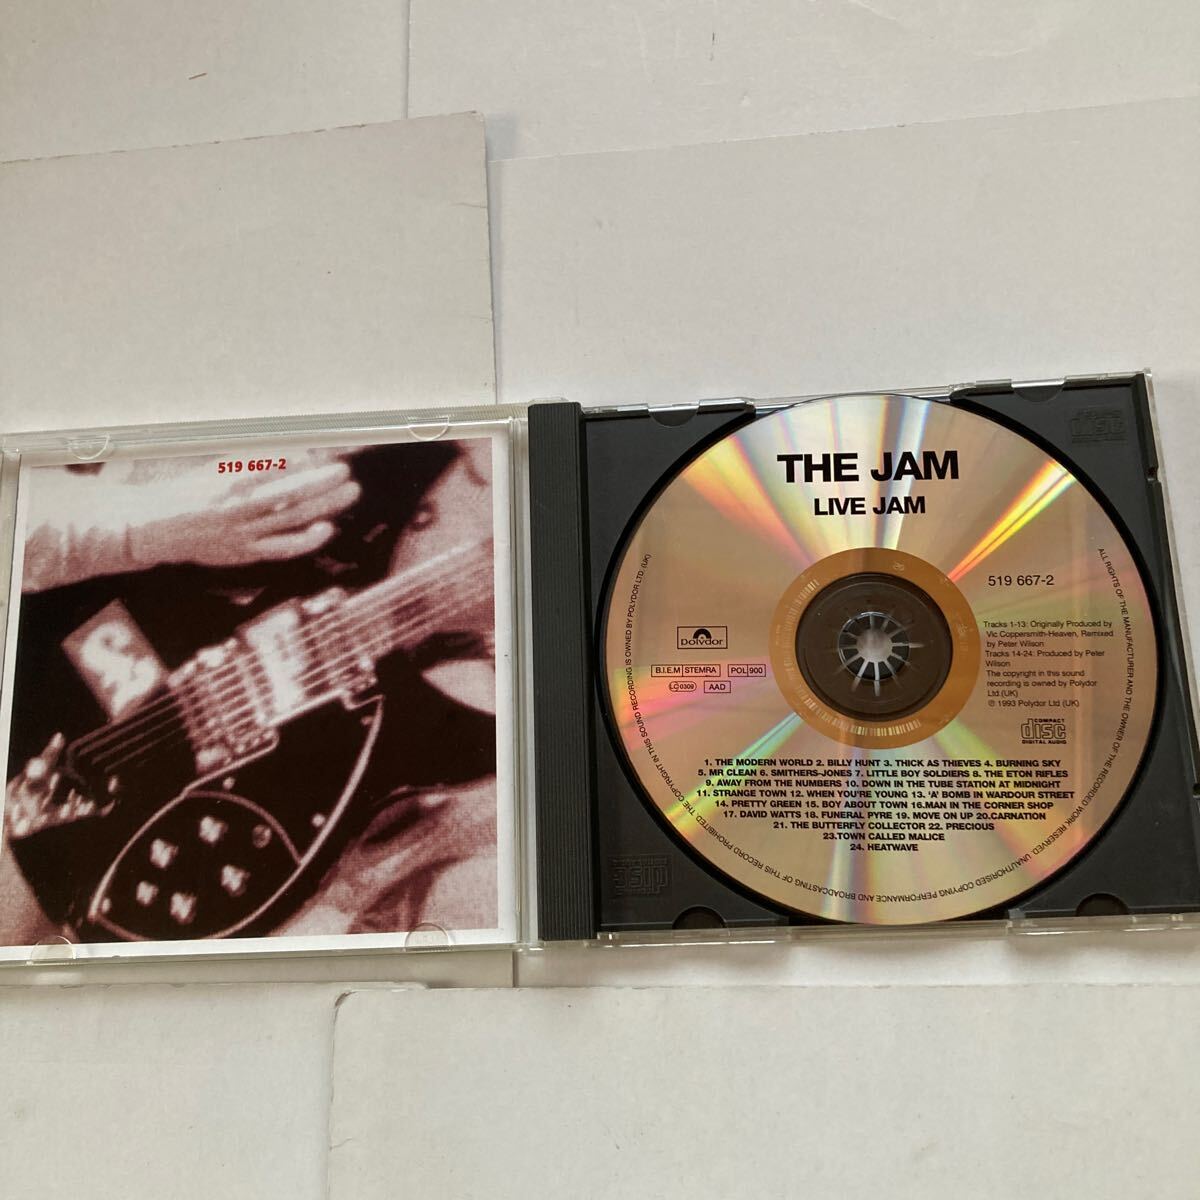 519 667-2
THE JAM
LIVE JAM
519 667-2
Tracks 1-13: Originally Produced by
Vic Coppersmith-Heaven, Remixed
by Peter Wilson
Tracks 14-24: Produced by Peter
Wilson
The copyright in this sound
recording is owned by Polydor
Ltd.(UK)
℗ 1993 Polydor Ltd (UK)
Polydor
B.I.E.M STEMRA POL 900
LC 0309 AAD
COMPACT
disc
DIGITAL AUDIO
1. THE MODERN WORLD 2. BILLY HUNT 3. THICK AS THIEVES 4. BURNING SKY
5. MR CLEAN 6. SMITHERS-JONES 7. LITTLE BOY SOLDIERS 8. THE ETON RIFLES
9. AWAY FROM THE NUMBERS 10. DOWN IN THE TUBE STATION AT MIDNIGHT
11. STRANGE TOWN 12. WHEN YOU'RE YOUNG 13. 'A' BOMB IN WARDOUR STREET
14. PRETTY GREEN 15. BOY ABOUT TOWN 16.MAN IN THE CORNER SHOP
17. DAVID WATTS 18. FUNERAL PYRE 19. MOVE ON UP 20.CARNATION
21. THE BUTTERFLY COLLECTOR 22. PRECIOUS
23.TOWN CALLED MALICE
24. HEATWAVE
ALL RIGHTS OF THE MANUFACTURER AND THE OWNER OF THE RECORDED WORK RESERVED. UNAUTHORISED COPYING PERFORMANCE AND BROADCASTING OF THIS RECORD PROHIBITED. THE COPYRIGHT IN THIS SOUND RECORDING IS OWNED BY POLYDOR LTD. (UK)
disc
disc